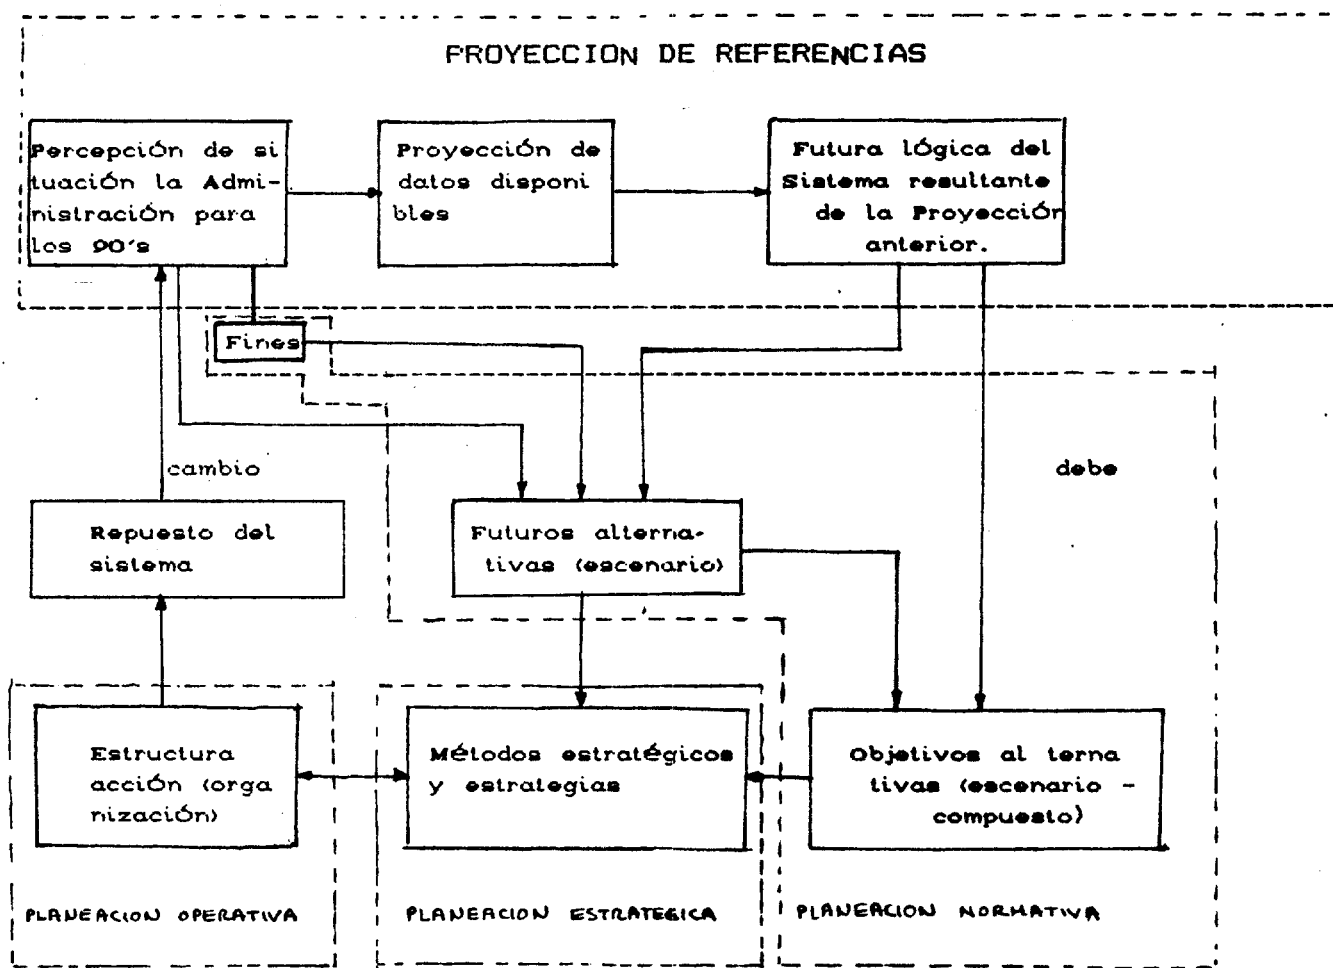 PROYECCION DE REFERENCIAS
Percepción de si
tuación la Admi-
nistración para
los 90's
Proyección de
datos disponi
bles
Futura lógica del
Sistema resultante
de la Proyección
anterior.
Fines
cambio
debe
Repuesto del
sistema
Futuros alterna-
tivas (escenario)
Estructura
acción (orga
nización)
Métodos estratégicos
y estrategias
Objetivos al terna
tivas (escenario -
compuesto)
PLANEACION OPERATIVA
PLANEACION ESTRATEGICA
PLANEACION NORMATIVA